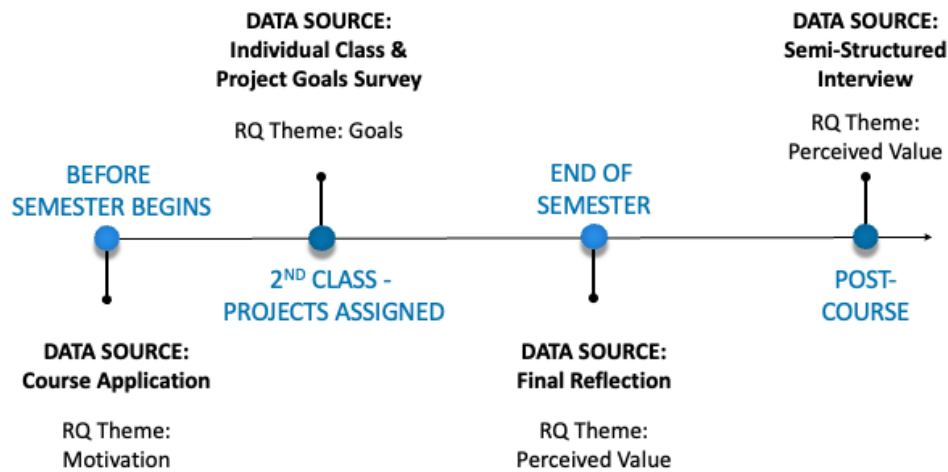 DATA SOURCE:
Individual Class &
Project Goals Survey
RQ Theme: Goals
DATA SOURCE:
Semi-Structured
Interview
RQ Theme:
Perceived Value
BEFORE
SEMESTER BEGINS
END OF
SEMESTER
2ND CLASS -
PROJECTS ASSIGNED
POST-
COURSE
DATA SOURCE:
Course Application
RQ Theme:
Motivation
DATA SOURCE:
Final Reflection
RQ Theme:
Perceived Value